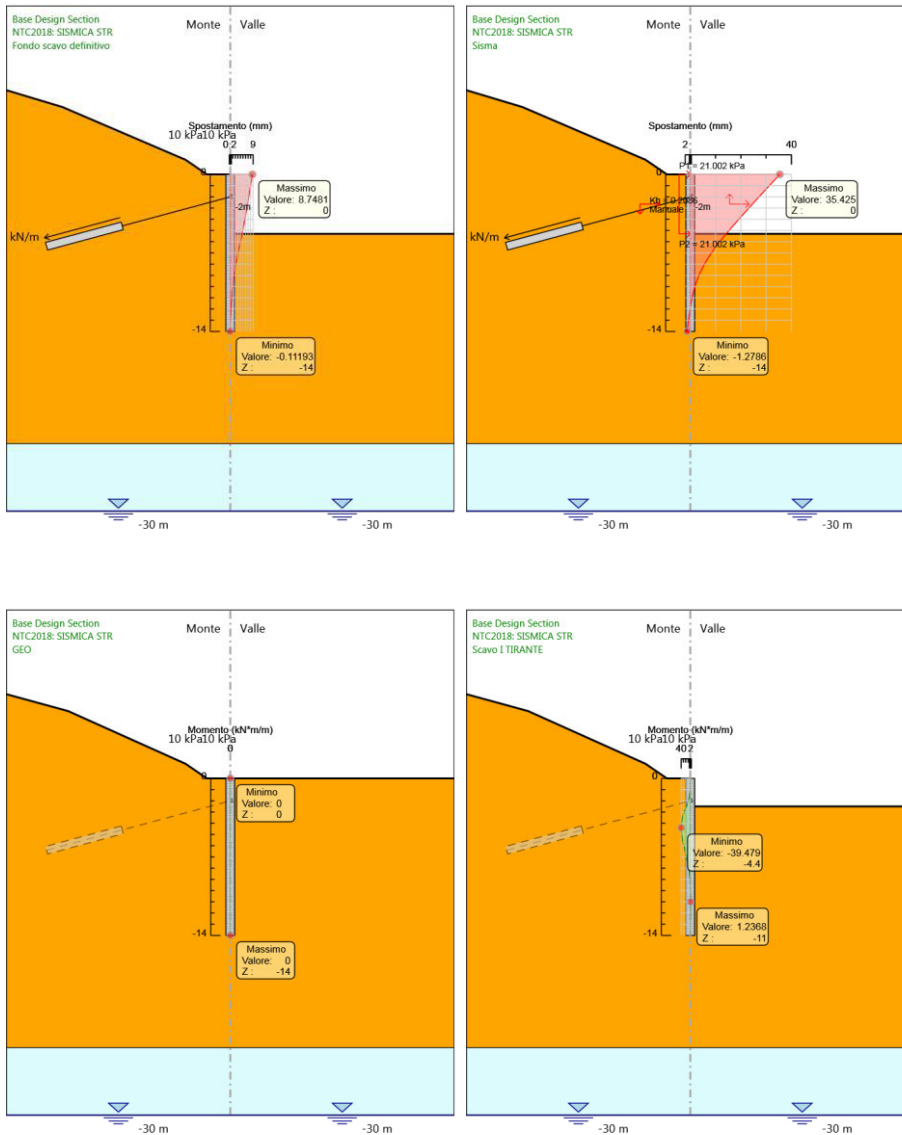 Base Design Section
NTC2018: SISMICA STR
Fondo scavo definitivo
Monte
Valle
Spostamento (mm)
10 kPa10 kPa
0 2 9
0
Massimo
Valore: 8.7481
Z : 0
-2m
kN/m
-14
Minimo
Valore: -0.11193
Z : -14
-30 m
-30 m
Base Design Section
NTC2018: SISMICA STR
Sisma
Monte
Valle
Spostamento (mm)
2 40
P1 = 21.002 kPa
0
Massimo
Valore: 35.425
Z : 0
Manuale
-2m
kN/m
P2 = 21.002 kPa
-14
Minimo
Valore: -1.2786
Z : -14
-30 m
-30 m
Base Design Section
NTC2018: SISMICA STR
GEO
Monte
Valle
Momento (kN*m/m)
10 kPa10 kPa
0
0
Minimo
Valore: 0
Z : 0
-14
Massimo
Valore: 0
Z : -14
-30 m
-30 m
Base Design Section
NTC2018: SISMICA STR
Scavo I TIRANTE
Monte
Valle
Momento (kN*m/m)
10 kPa10 kPa
40 2
0
Minimo
Valore: -39.479
Z : -4.4
-14
Massimo
Valore: 1.2368
Z : -11
-30 m
-30 m